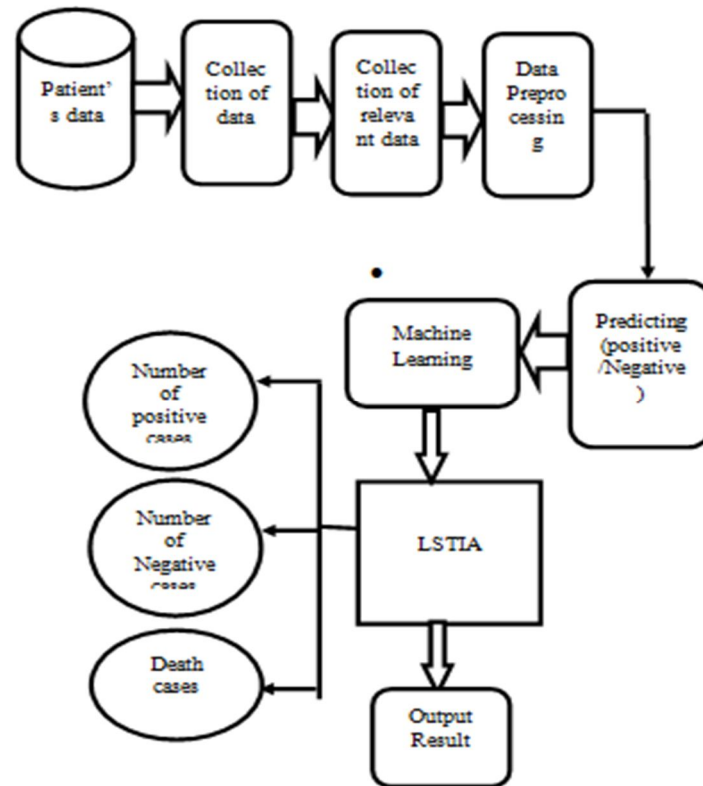 Patient'
s data
Collec
tion of
data
Collec
tion of
releva
nt data
Data
Prepro
cessin
g
Predicting
(positive
/Negative
)
Machine
Learning
Number
of
positive
cases
Number
of
Negative
cases
LSTIA
Death
cases
Output
Result